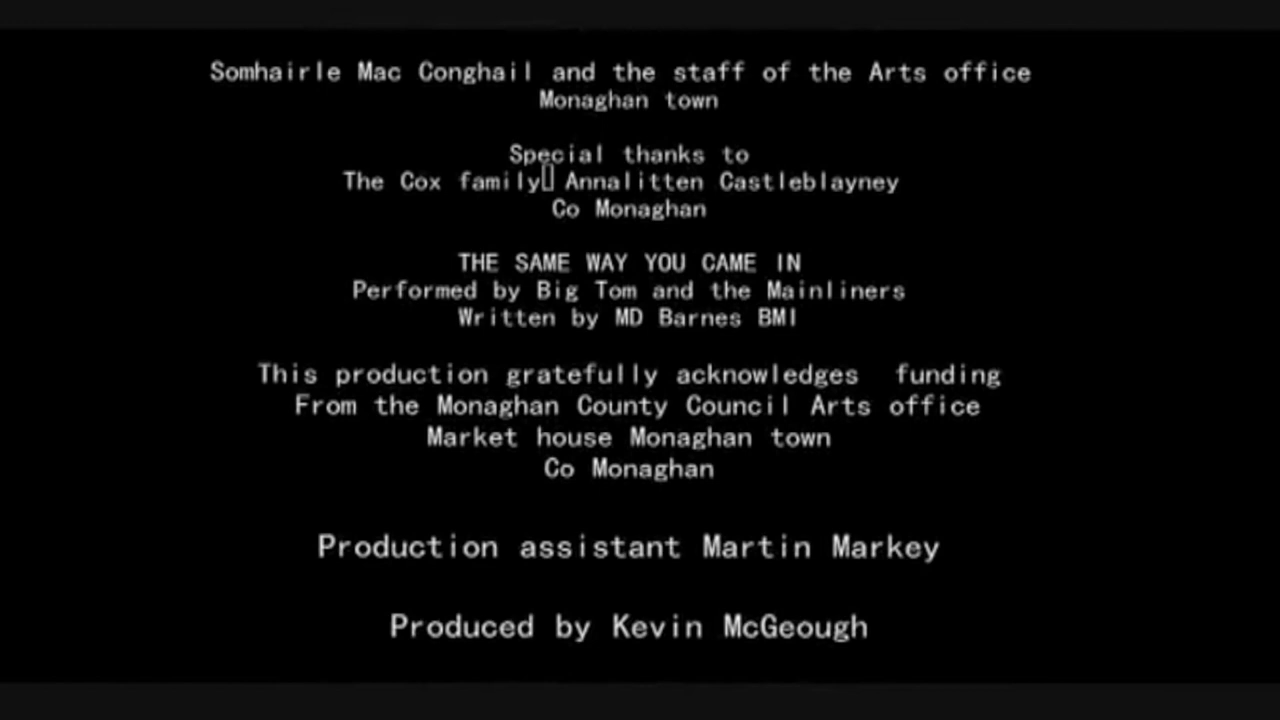 Somhairle Mac Conghail and the staff of the Arts office
Monaghan town
Special thanks to
The Cox family▯ Annalitten Castleblayney
Co Monaghan
THE SAME WAY YOU CAME IN
Performed by Big Tom and the Mainliners
Written by MD Barnes BMI
This production gratefully acknowledges  funding
From the Monaghan County Council Arts office
Market house Monaghan town
Co Monaghan
Production assistant Martin Markey
Produced by Kevin McGeough